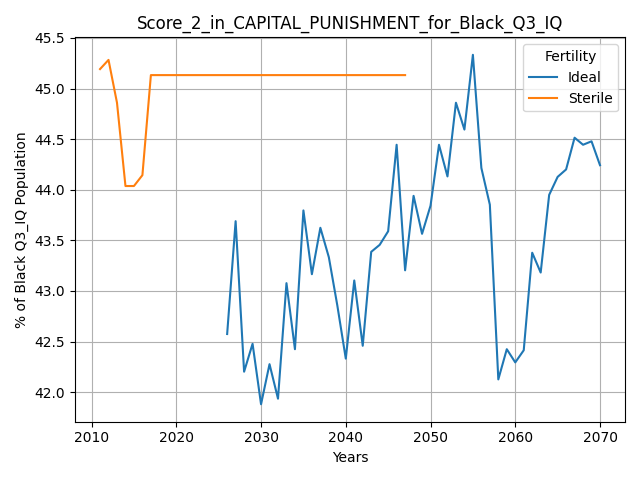 Score_2_in_CAPITAL_PUNISHMENT_for_Black_Q3_IQ
Fertility
Ideal
Sterile
% of Black Q3_IQ Population
45.5
45.0
44.5
44.0
43.5
43.0
42.5
42.0
2010 2020 2030 2040 2050 2060 2070
Years